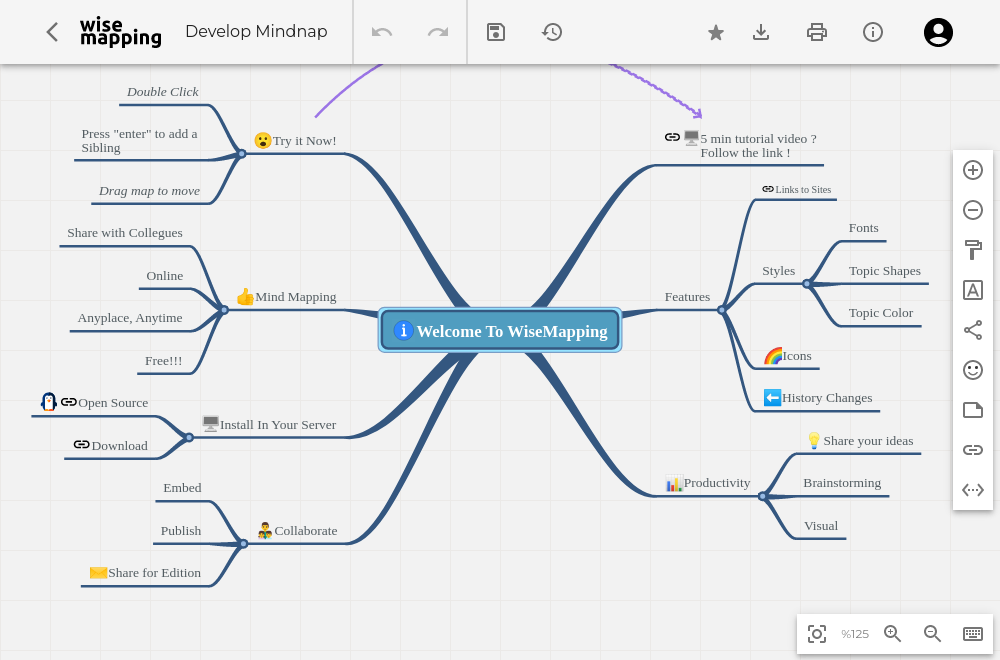 wise
mapping
Develop Mindnap
Double Click
Press "enter" to add a
Sibling
Drag map to move
😮Try it Now!
Share with Collegues
Online
Anyplace, Anytime
Free!!!
👍Mind Mapping
Open Source
Download
Install In Your Server
Embed
Publish
Share for Edition
Collaborate
Welcome To WiseMapping
5 min tutorial video ?
Follow the link !
Features
Links to Sites
Styles
Fonts
Topic Shapes
Topic Color
Icons
History Changes
Productivity
Share your ideas
Brainstorming
Visual
%125